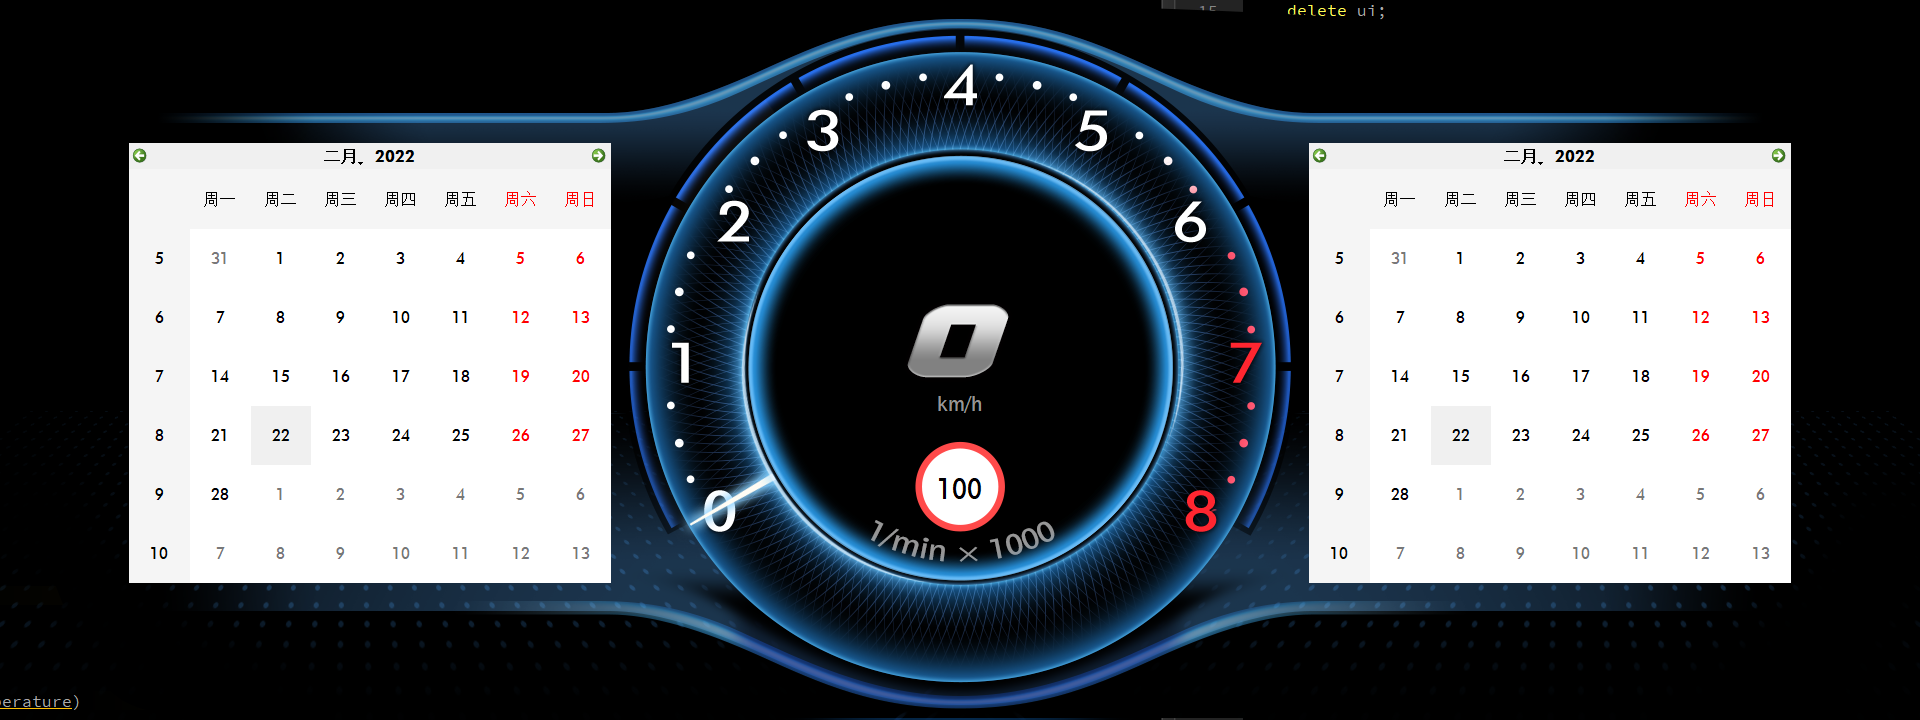 15
delete ui;
二月, 2022
周一 周二 周三 周四 周五 周六 周日
5 31 1 2 3 4 5 6
6 7 8 9 10 11 12 13
7 14 15 16 17 18 19 20
8 21 22 23 24 25 26 27
9 28 1 2 3 4 5 6
10 7 8 9 10 11 12 13
0
1
2
3
4
5
6
7
8
0
km/h
100
1/min × 1000
二月, 2022
周一 周二 周三 周四 周五 周六 周日
5 31 1 2 3 4 5 6
6 7 8 9 10 11 12 13
7 14 15 16 17 18 19 20
8 21 22 23 24 25 26 27
9 28 1 2 3 4 5 6
10 7 8 9 10 11 12 13
perature)